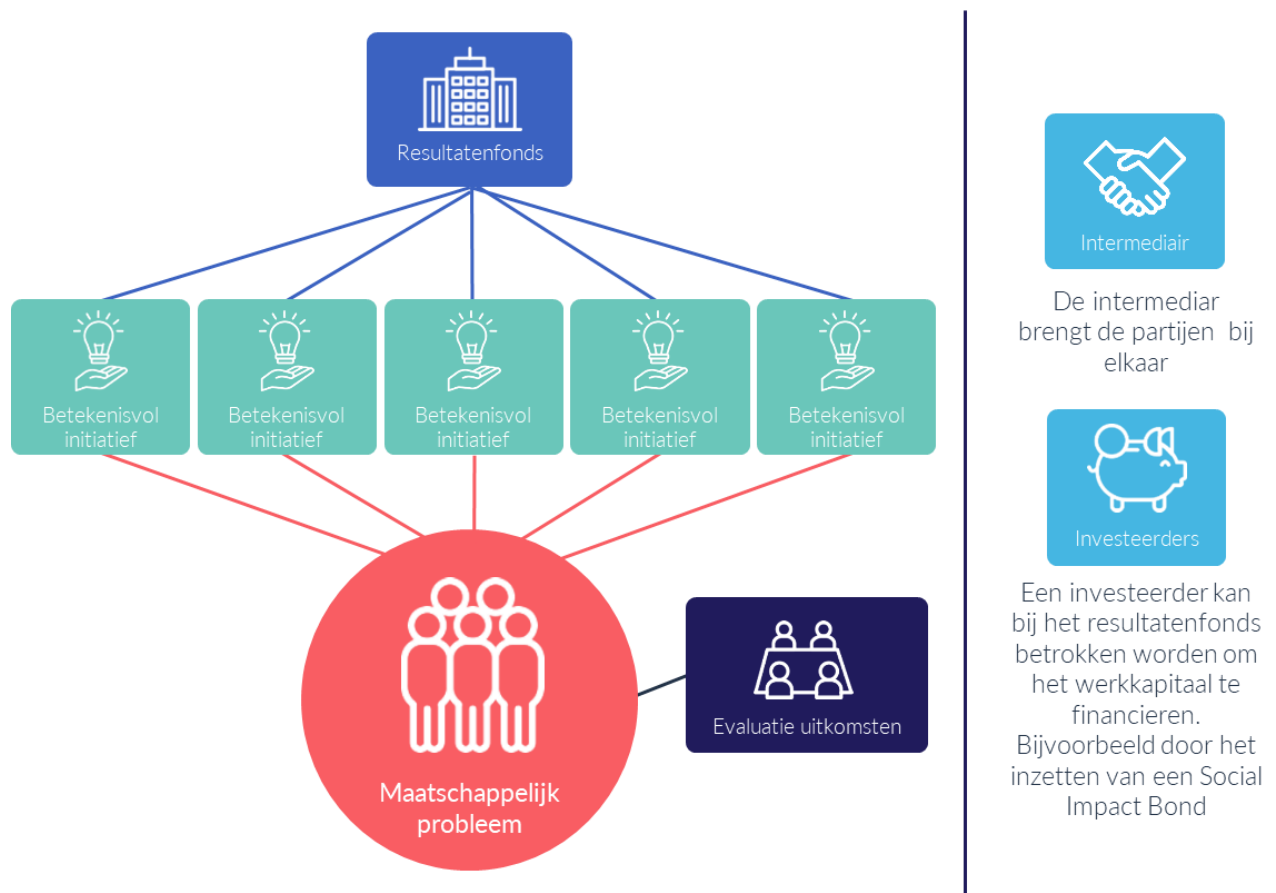 Resultatenfonds
Betekenisvol
initiatief
Betekenisvol
initiatief
Betekenisvol
initiatief
Betekenisvol
initiatief
Betekenisvol
initiatief
Maatschappelijk
probleem
Evaluatie uitkomsten
Intermediair
De intermediar
brengt de partijen bij
elkaar
Investeerders
Een investeerder kan
bij het resultatenfonds
betrokken worden om
het werkkapitaal te
financieren.
Bijvoorbeeld door het
inzetten van een Social
Impact Bond